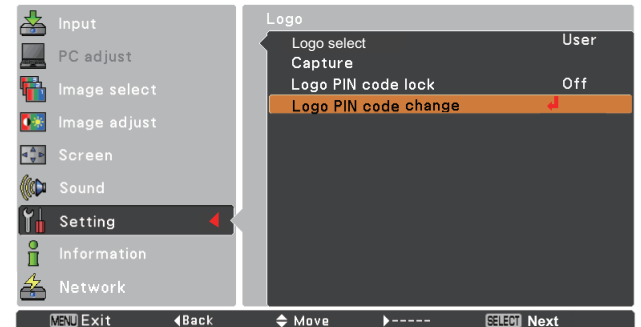 Input
PC adjust
Image select
Image adjust
Screen
Sound
Setting
Information
Network
Logo
Logo select User
Capture
Logo PIN code lock Off
Logo PIN code change
MENU Exit Back Move ----- SELECT Next